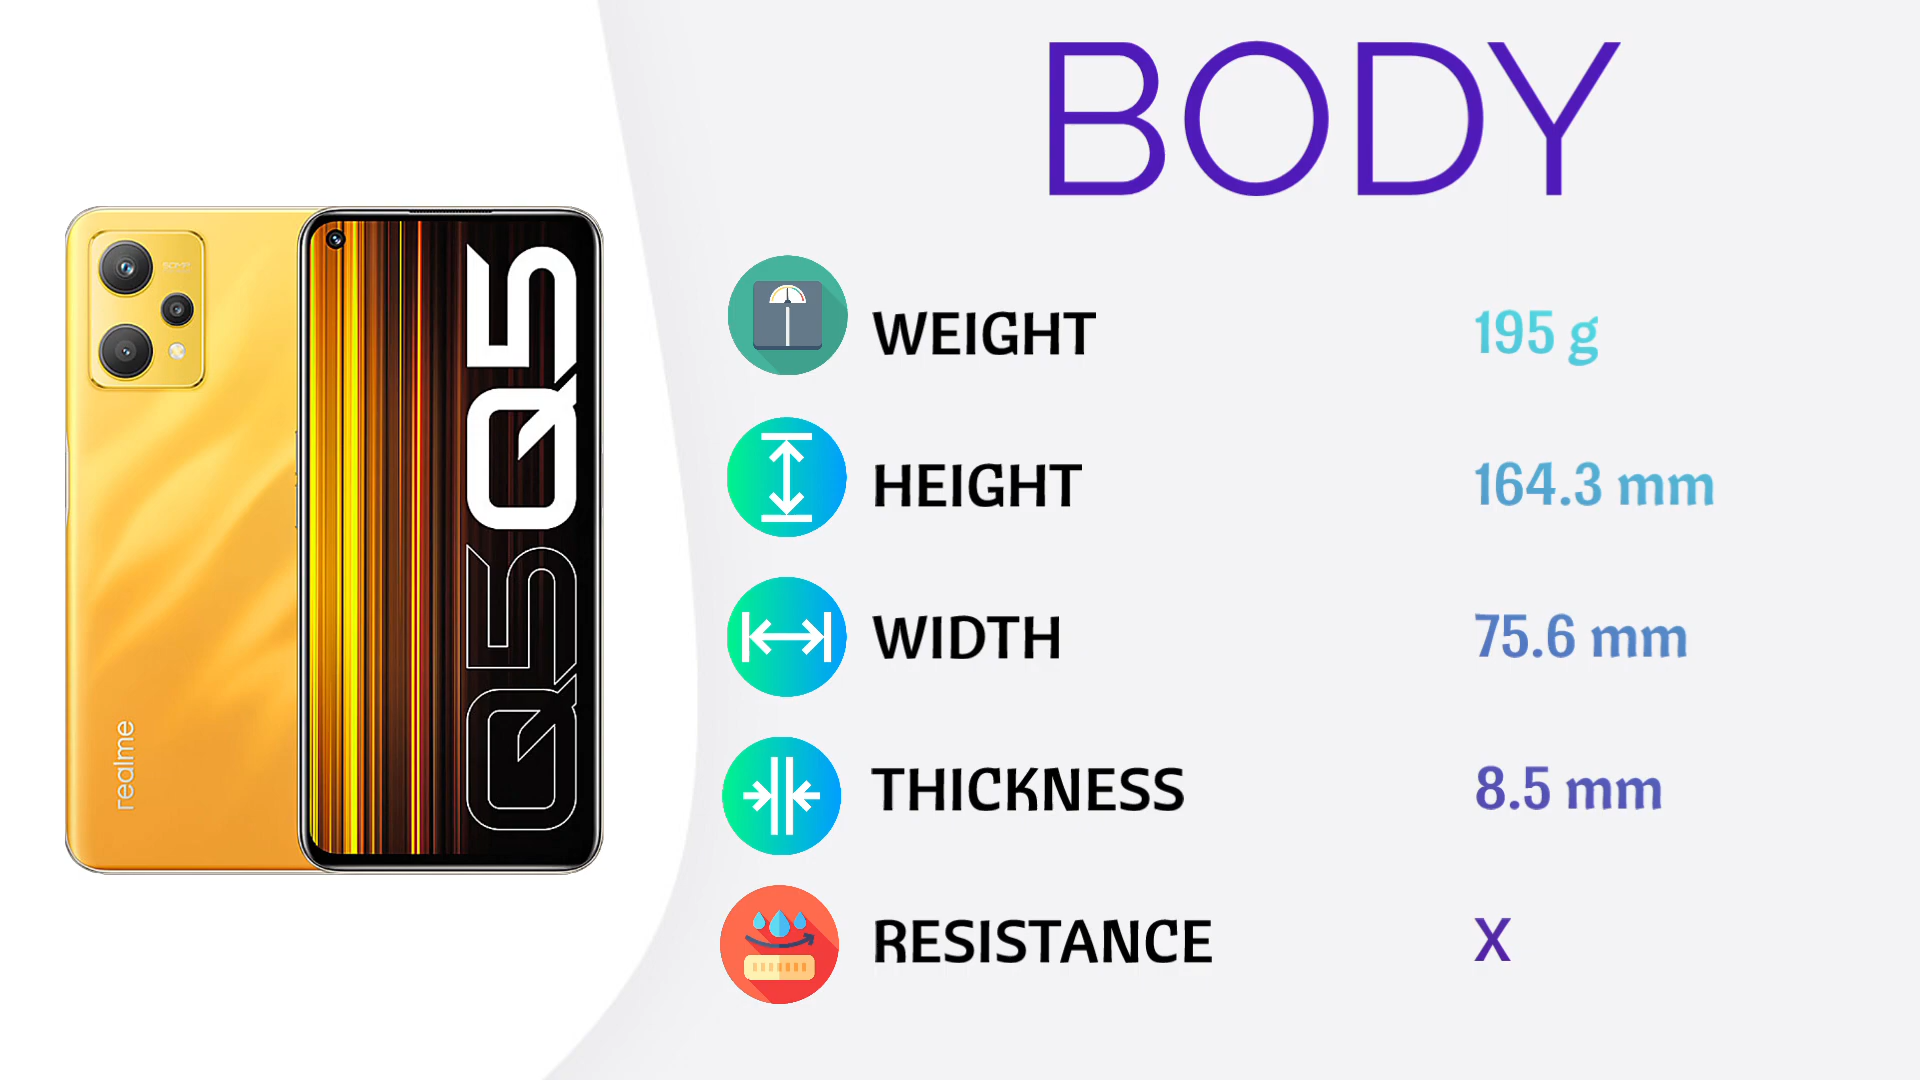 BODY
WEIGHT 195 g
HEIGHT 164.3 mm
WIDTH 75.6 mm
THICKNESS 8.5 mm
RESISTANCE X
Q5
Q5
realme